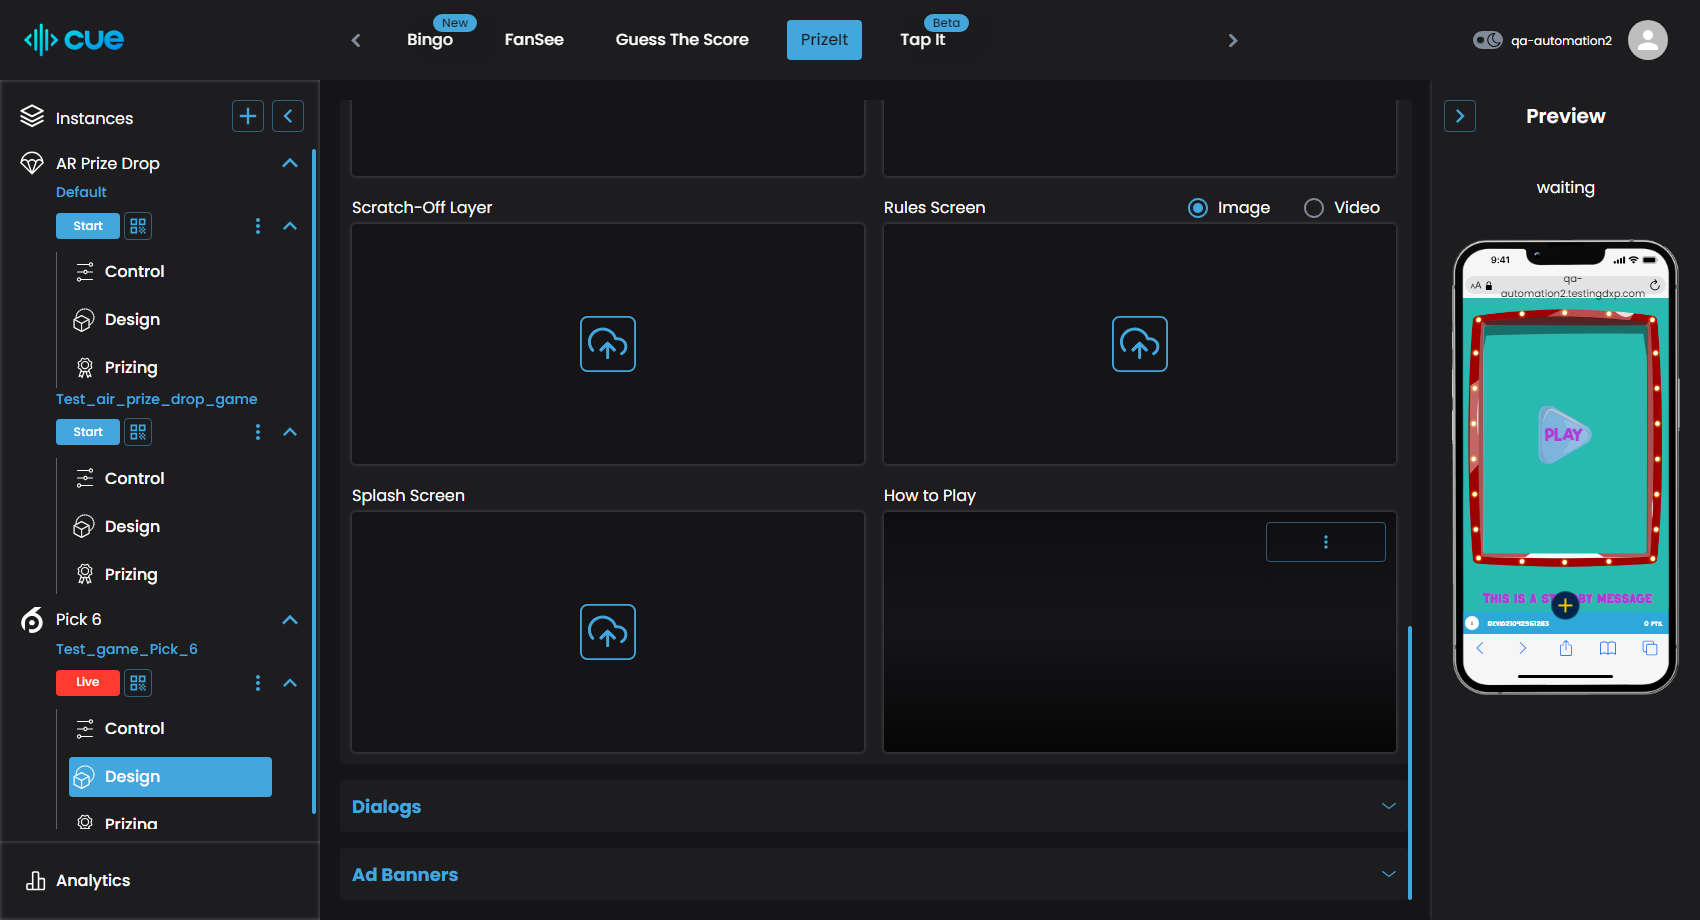 cue
New
Bingo
FanSee
Guess The Score
PrizeIt
Beta
Tap It
qa-automation2
Instances
AR Prize Drop
Default
Start
Control
Design
Prizing
Test_air_prize_drop_game
Start
Control
Design
Prizing
Pick 6
Test_game_Pick_6
Live
Control
Design
Prizing
Analytics
Scratch-Off Layer
Rules Screen
Image
Video
Splash Screen
How to Play
Dialogs
Ad Banners
Preview
waiting
9:41
AA
qa-
automation2.testingdxp.com
PLAY
THIS IS A ST BY MESSAGE
0 PTS.